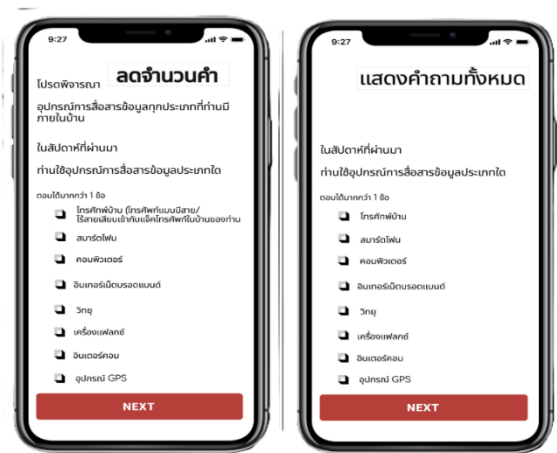 9:27
ลดจำนวนคำ
โปรดพิจารณา
อุปกรณ์การสื่อสารข้อมูลทุกประเภทที่ท่านมี
ภายในบ้าน
ในสัปดาห์ที่ผ่านมา
ท่านใช้อุปกรณ์การสื่อสารข้อมูลประเภทใด
ตอบได้มากกว่า 1 ข้อ
โทรศัพท์บ้าน (โทรศัพท์แบบมีสาย/
ไร้สายเสียบเข้ากับแจ็คโทรศัพท์ในบ้านของท่าน
สมาร์ตโฟน
คอมพิวเตอร์
อินเทอร์เน็ตบรอดแบนด์
วิทยุ
เครื่องแฟลกซ์
อินเตอร์คอม
อุปกรณ์ GPS
NEXT
9:27
แสดงคำถามทั้งหมด
ในสัปดาห์ที่ผ่านมา
ท่านใช้อุปกรณ์การสื่อสารข้อมูลประเภทใด
ตอบได้มากกว่า 1 ข้อ
โทรศัพท์บ้าน
สมาร์ตโฟน
คอมพิวเตอร์
อินเทอร์เน็ตบรอดแบนด์
วิทยุ
เครื่องแฟลกซ์
อินเตอร์คอม
อุปกรณ์ GPS
NEXT